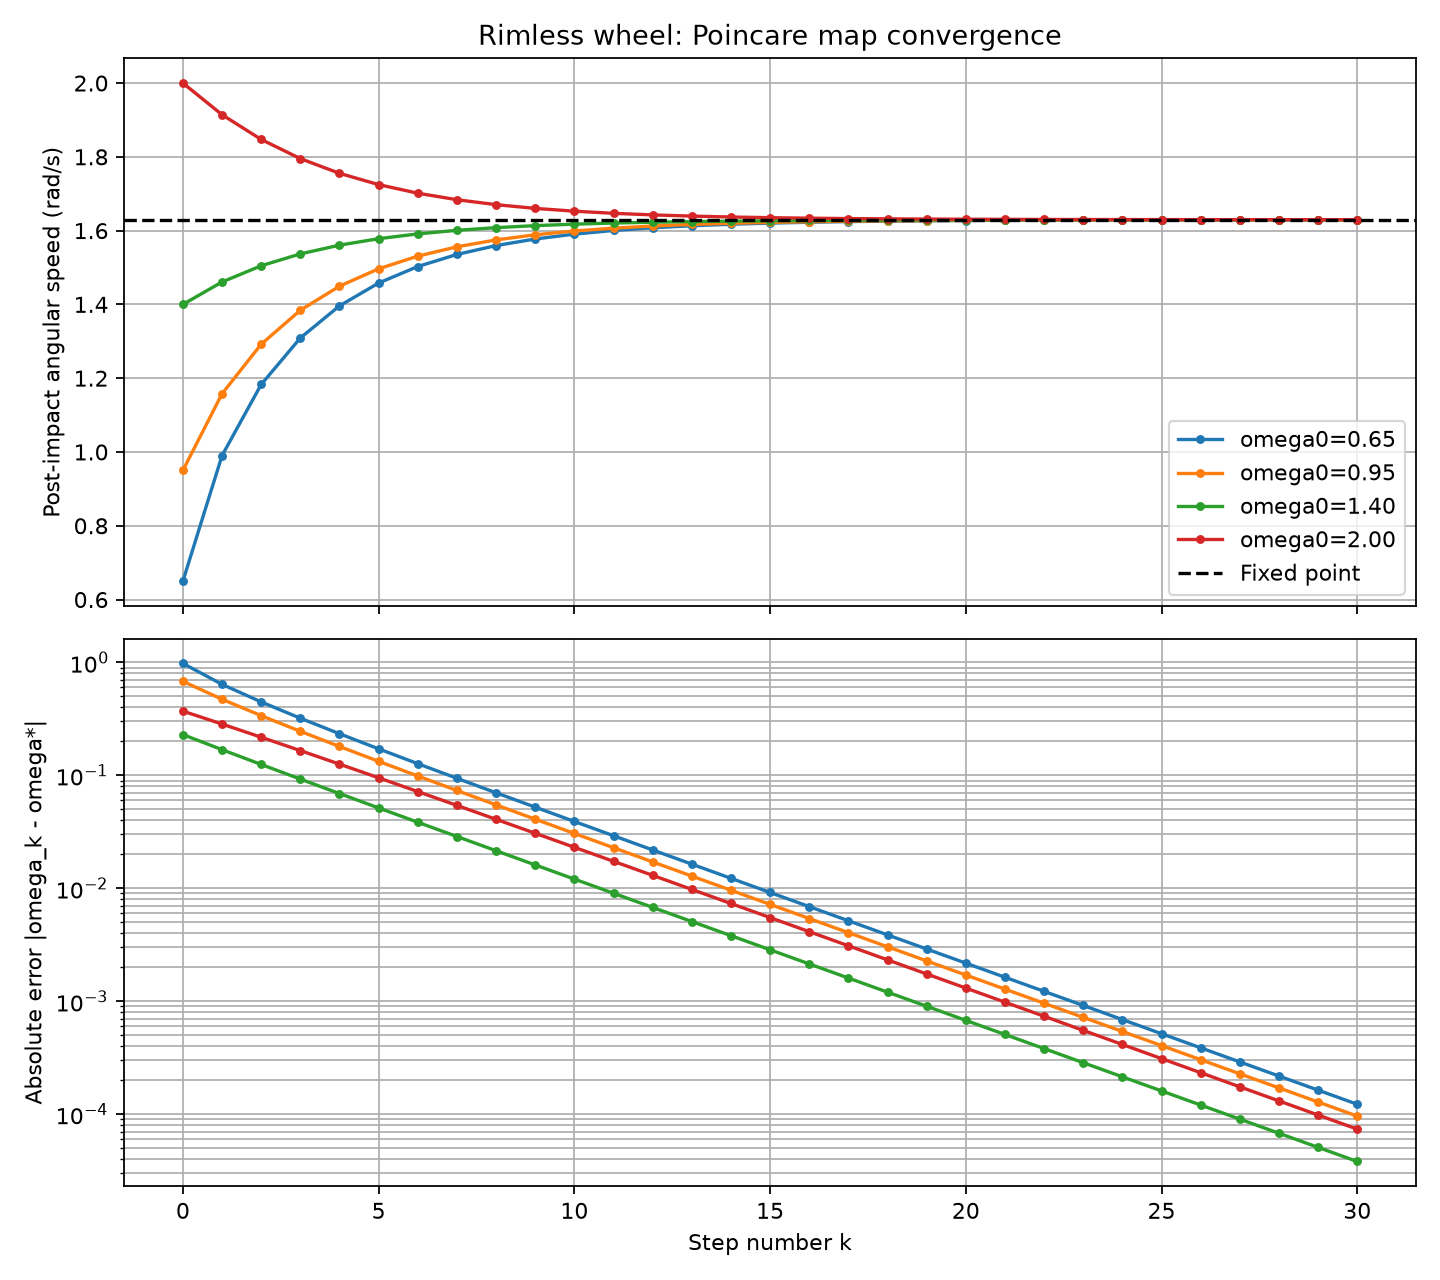 Rimless wheel: Poincare map convergence
Post-impact angular speed (rad/s)
2.0
1.8
1.6
1.4
1.2
1.0
0.8
0.6
omega0=0.65
omega0=0.95
omega0=1.40
omega0=2.00
Fixed point
Absolute error |omega_k - omega*|
10⁰
10⁻¹
10⁻²
10⁻³
10⁻⁴
0 5 10 15 20 25 30
Step number k